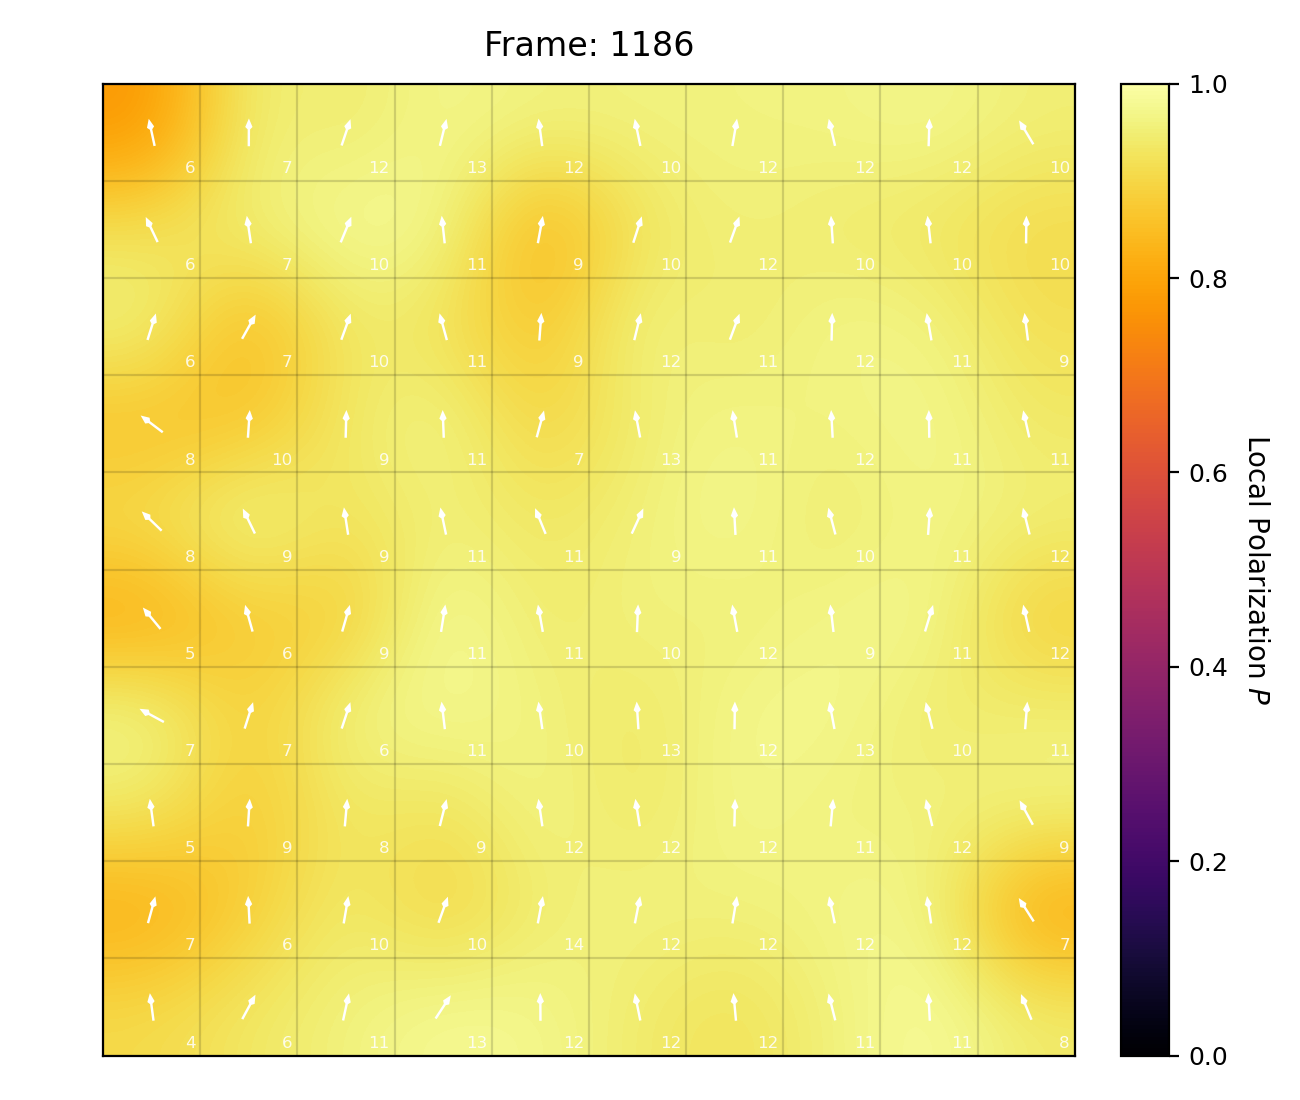 Frame: 1186
6 7 12 13 12 10 12 12 12 10
6 7 10 11 9 10 12 10 10 10
6 7 10 11 9 12 11 12 11 9
8 10 9 11 7 13 11 12 11 11
8 9 9 11 11 9 11 10 11 12
5 6 9 11 11 10 12 9 11 12
7 7 6 11 10 13 12 13 10 11
5 9 8 9 12 12 12 11 12 9
7 6 10 10 14 12 12 12 12 7
4 6 11 13 12 12 12 11 11 8
1.0
0.8
0.6
0.4
0.2
0.0
Local Polarization P